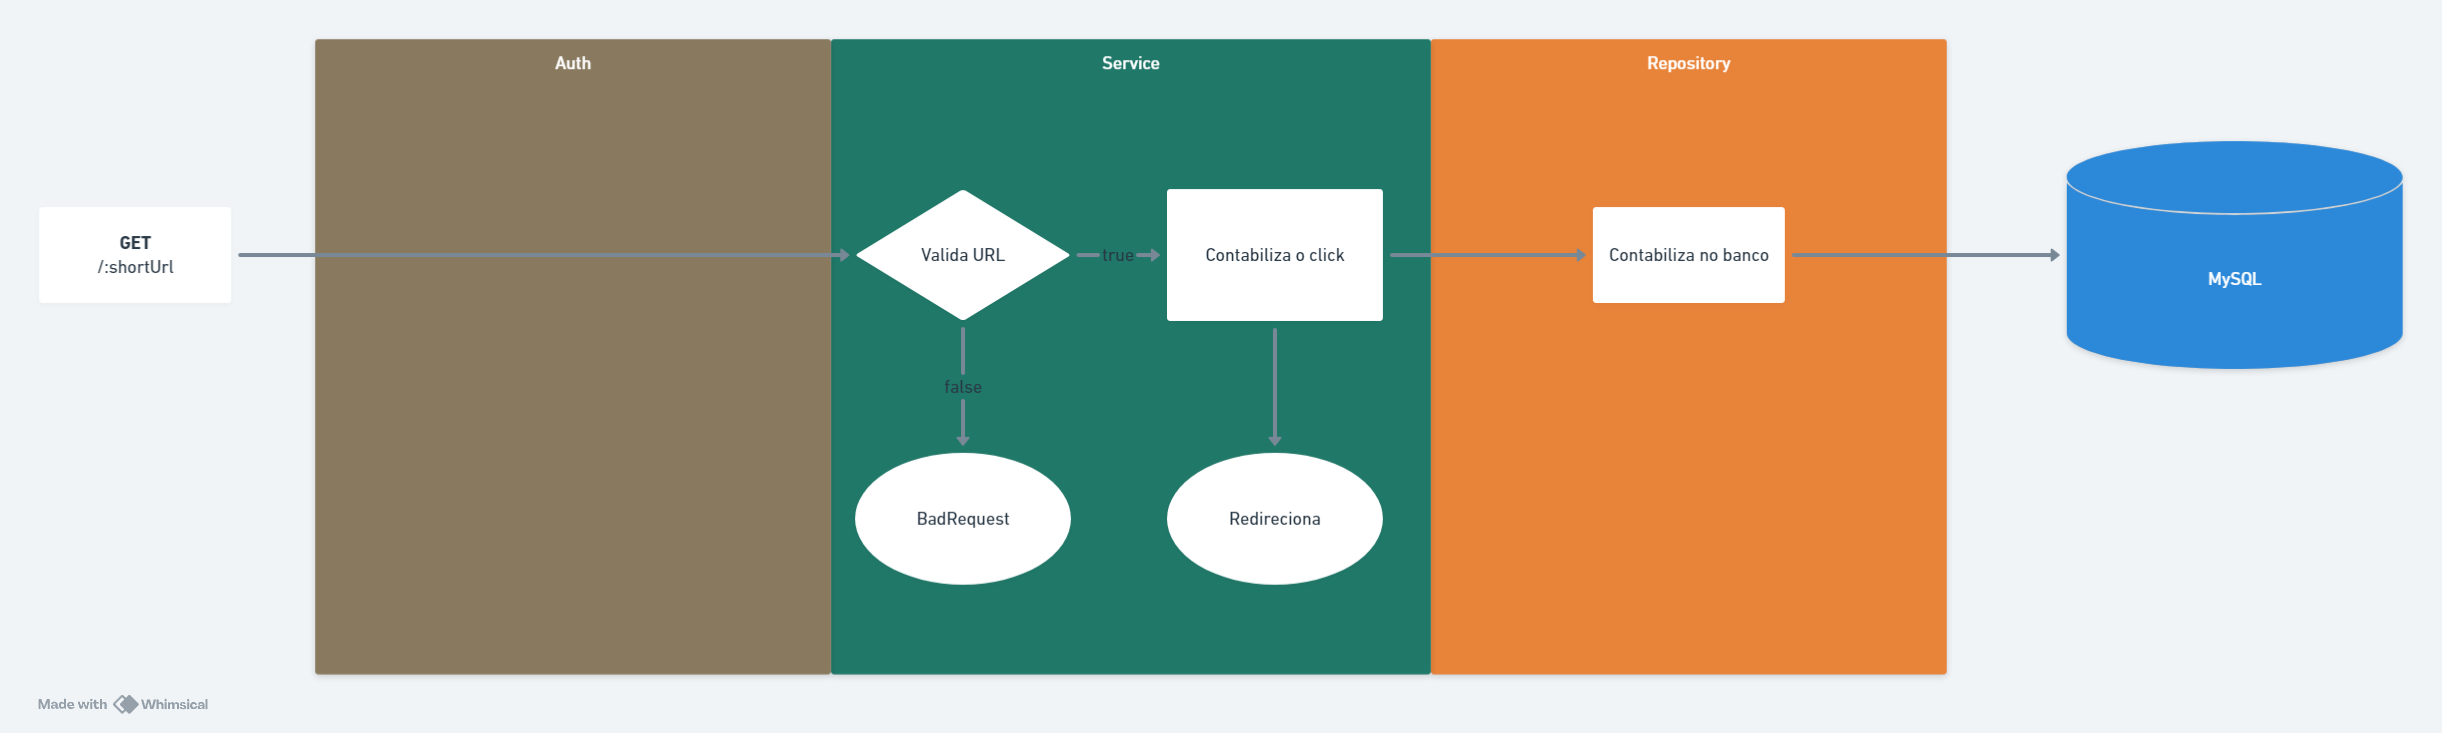 Auth
Service
Repository
GET
/:shortUrl
Valida URL
true
Contabiliza o click
Contabiliza no banco
MySQL
false
BadRequest
Redireciona
Made with Whimsical